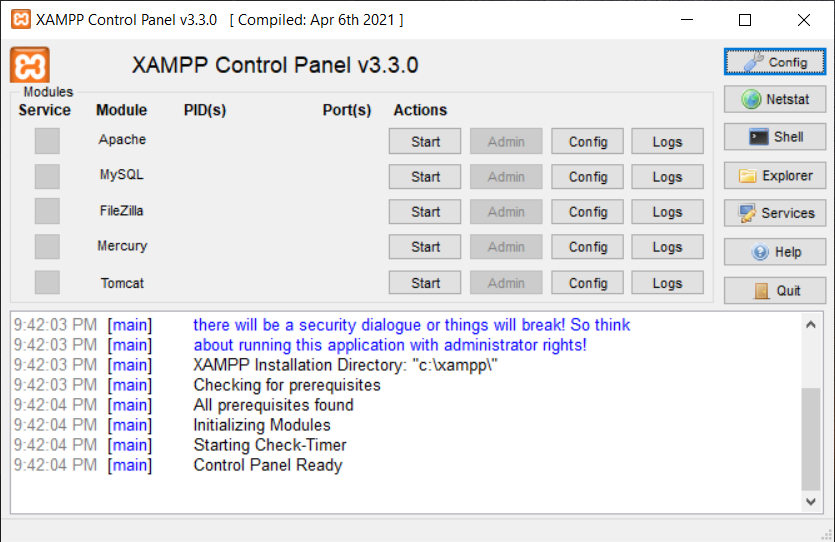 XAMPP Control Panel v3.3.0 [ Compiled: Apr 6th 2021 ]
XAMPP Control Panel v3.3.0
Config
Modules
Service Module PID(s) Port(s) Actions
Netstat
Apache Start Admin Config Logs
Shell
MySQL Start Admin Config Logs
Explorer
FileZilla Start Admin Config Logs
Services
Mercury Start Admin Config Logs
Help
Tomcat Start Admin Config Logs
Quit
9:42:03 PM [main] there will be a security dialogue or things will break! So think
9:42:03 PM [main] about running this application with administrator rights!
9:42:03 PM [main] XAMPP Installation Directory: "c:\xampp\"
9:42:03 PM [main] Checking for prerequisites
9:42:04 PM [main] All prerequisites found
9:42:04 PM [main] Initializing Modules
9:42:04 PM [main] Starting Check-Timer
9:42:04 PM [main] Control Panel Ready